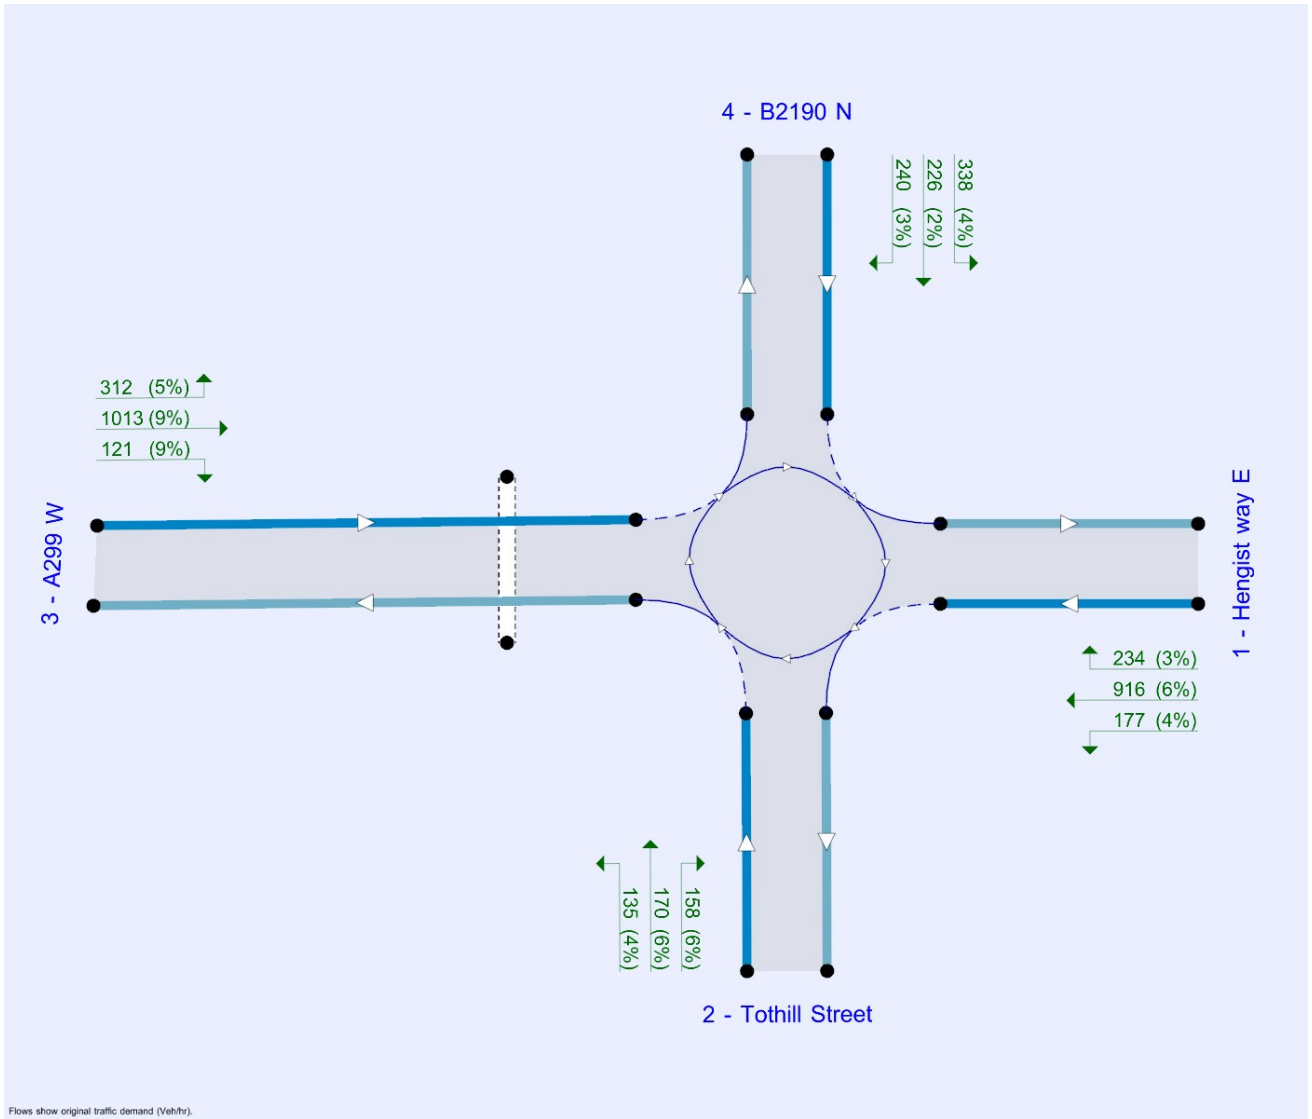 4 - B2190 N
240 (3%)
226 (2%)
338 (4%)
312 (5%)
1013 (9%)
121 (9%)
3 - A299 W
1 - Hengist way E
234 (3%)
916 (6%)
177 (4%)
135 (4%)
170 (6%)
158 (6%)
2 - Tothill Street
Flows show original traffic demand (Veh/hr).